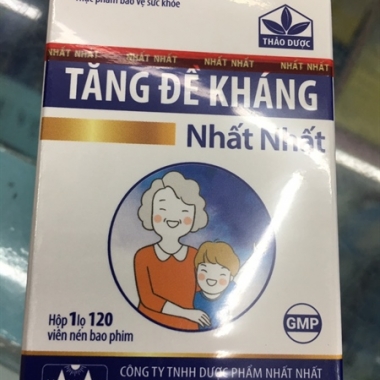 Thực phẩm bảo vệ sức khỏe
THẢO DƯỢC
NHẤT NHẤT NHẤT NHẤT NHẤT NHẤT NHẤT NHẤT
TĂNG ĐỀ KHÁNG
Nhất Nhất
Hộp 1 lọ 120
viên nén bao phim
GMP
CÔNG TY TNHH DƯỢC PHẨM NHẤT NHẤT